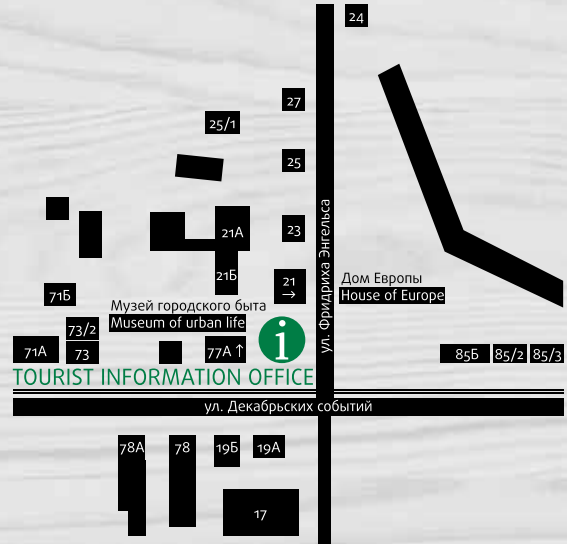 24
27
25/1
25
21А
23
ул. Фридриха Энгельса
21Б
21
→
Дом Европы
House of Europe
71Б
Музей городского быта
Museum of urban life
73/2
71А
73
77А ↑
i
85Б
85/2
85/3
TOURIST INFORMATION OFFICE
ул. Декабрьских событий
78А
78
19Б
19А
17